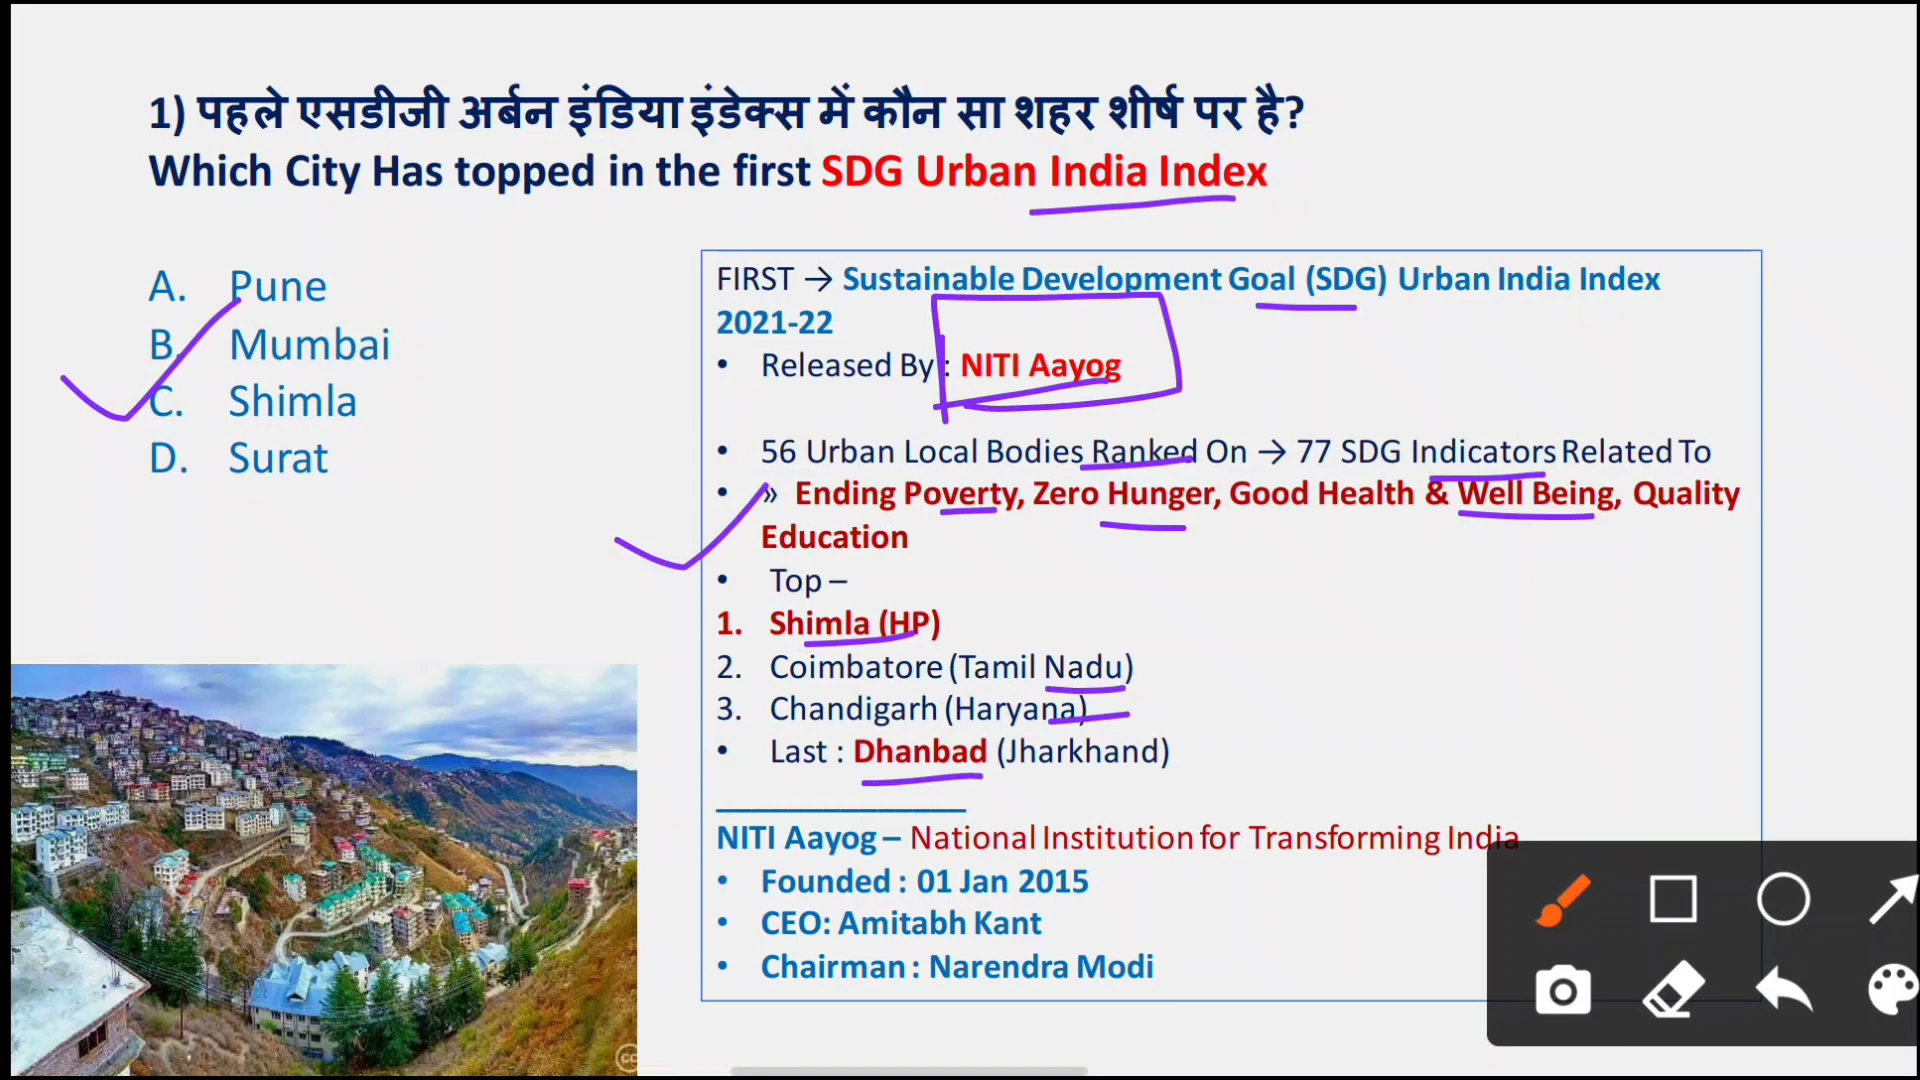 1) पहले एसडीजी अर्बन इंडिया इंडेक्स में कौन सा शहर शीर्ष पर है?
Which City Has topped in the first SDG Urban India Index
A. Pune
B. Mumbai
C. Shimla
D. Surat
FIRST → Sustainable Development Goal (SDG) Urban India Index
2021-22
• Released By : NITI Aayog
• 56 Urban Local Bodies Ranked On → 77 SDG Indicators Related To
• » Ending Poverty, Zero Hunger, Good Health & Well Being, Quality
Education
• Top –
1. Shimla (HP)
2. Coimbatore (Tamil Nadu)
3. Chandigarh (Haryana)
• Last : Dhanbad (Jharkhand)
NITI Aayog – National Institution for Transforming India
• Founded : 01 Jan 2015
• CEO: Amitabh Kant
• Chairman : Narendra Modi
cc